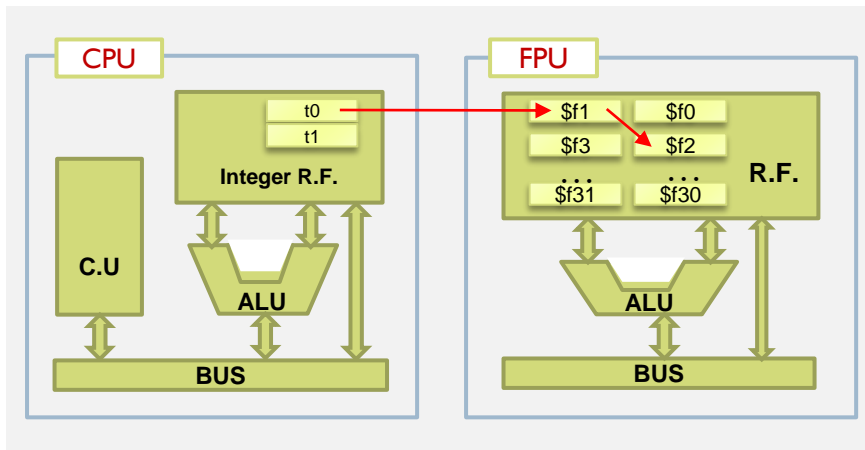 CPU
t0
t1
Integer R.F.
C.U
ALU
BUS
FPU
$f1 $f0
$f3 $f2
. . . . . .
$f31 $f30
R.F.
ALU
BUS